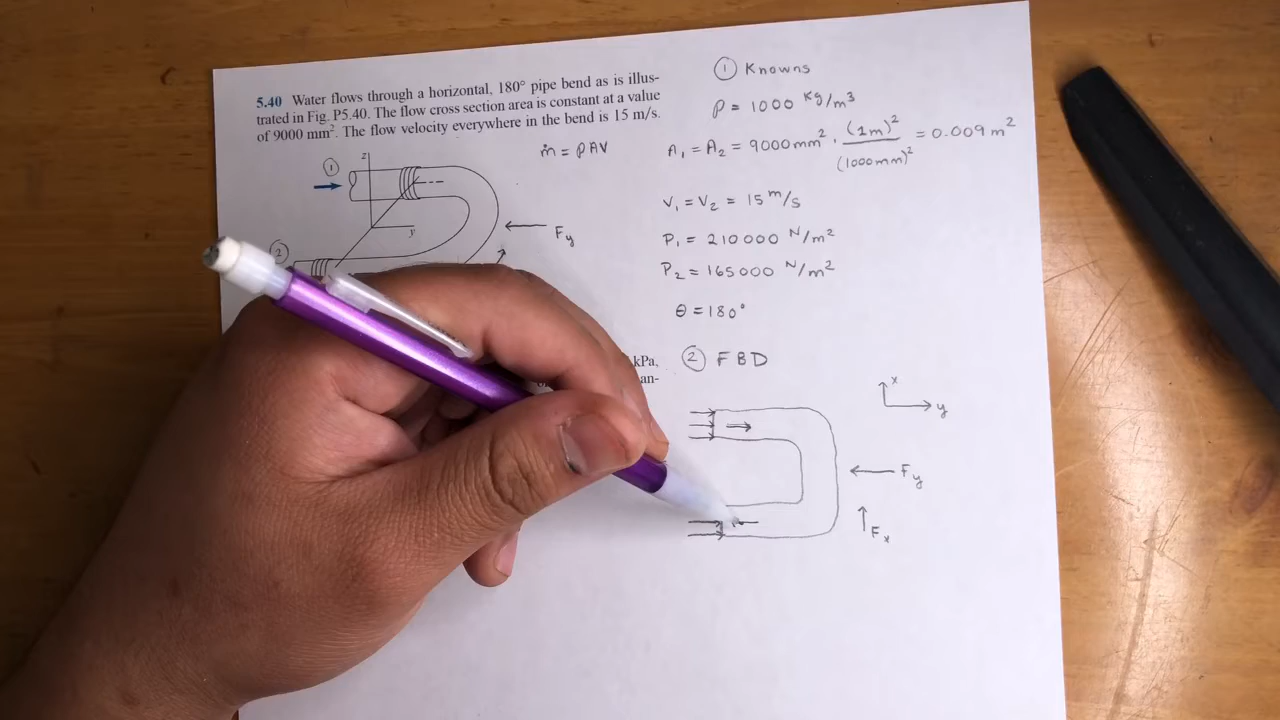 5.40 Water flows through a horizontal, 180° pipe bend as is illus-
trated in Fig. P5.40. The flow cross section area is constant at a value
of 9000 mm². The flow velocity everywhere in the bend is 15 m/s.
ṁ = ρAV
①
z
y
Fy
②
kPa,
an-
① Knowns
ρ = 1000 kg/m³
A₁ = A₂ = 9000mm² · (1m)²/(1000mm)² = 0.009 m²
V₁ = V₂ = 15 m/s
P₁ = 210000 N/m²
P₂ = 165000 N/m²
θ = 180°
② FBD
x
y
Fy
Fx